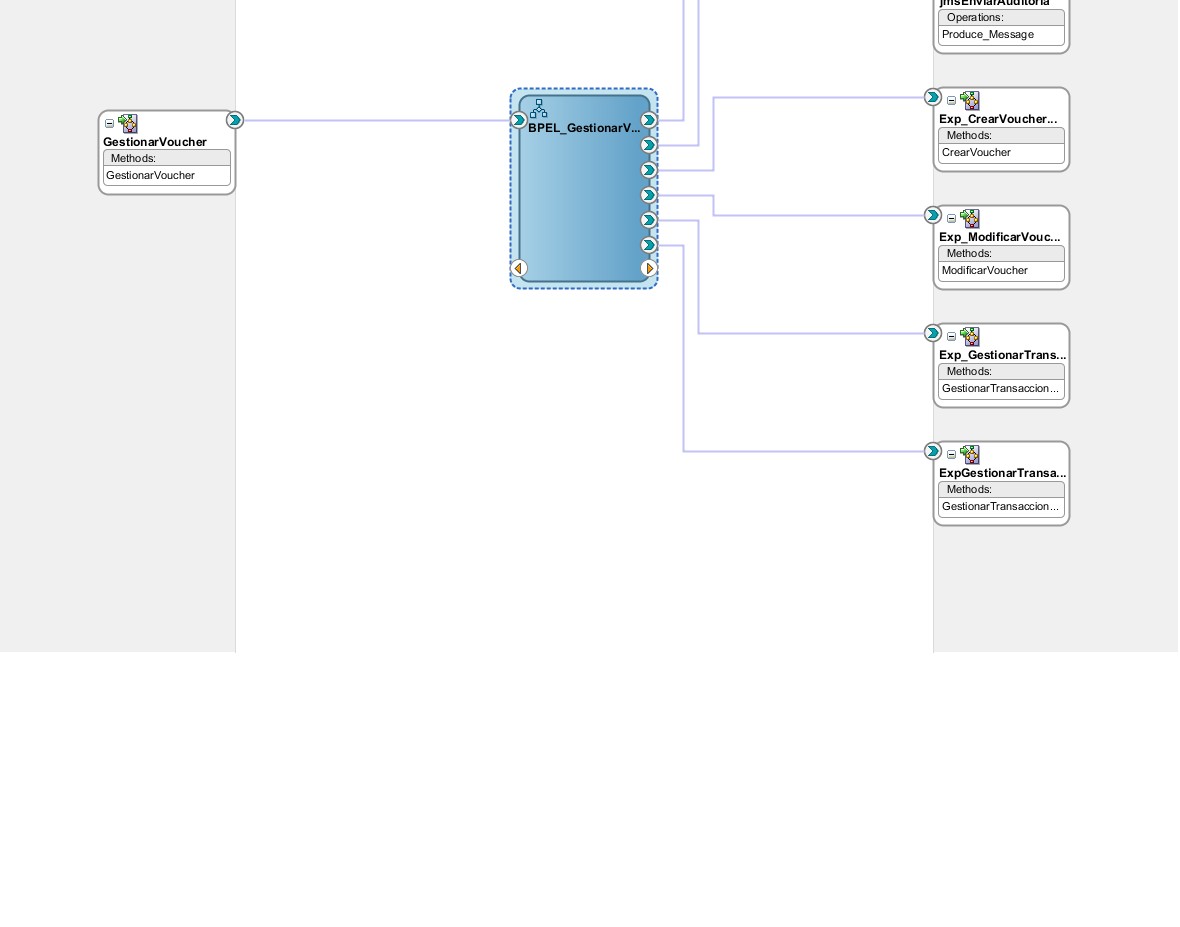 jmsEnviarAuditoria
Operations:
Produce_Message
GestionarVoucher
Methods:
GestionarVoucher
BPEL_GestionarV...
Exp_CrearVoucher...
Methods:
CrearVoucher
Exp_ModificarVouc...
Methods:
ModificarVoucher
Exp_GestionarTrans...
Methods:
GestionarTransaccion...
ExpGestionarTransa...
Methods:
GestionarTransaccion...